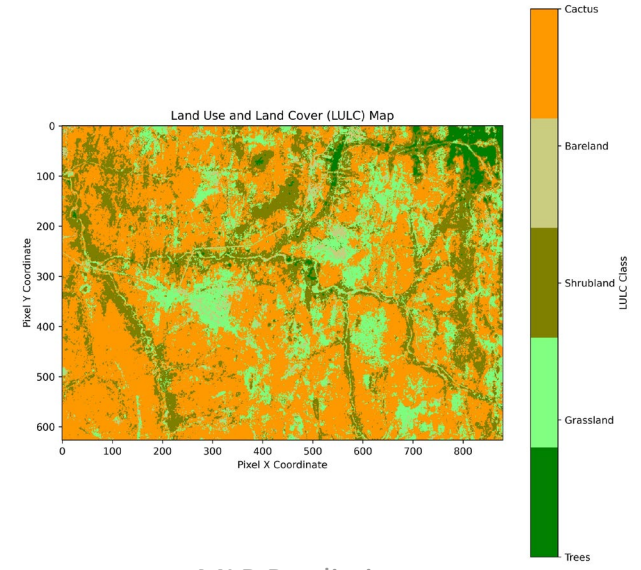 Cactus
Land Use and Land Cover (LULC) Map
0
100
200
300
400
500
600
Pixel Y Coordinate
0 100 200 300 400 500 600 700 800
Pixel X Coordinate
Bareland
Shrubland
Grassland
Trees
LULC Class